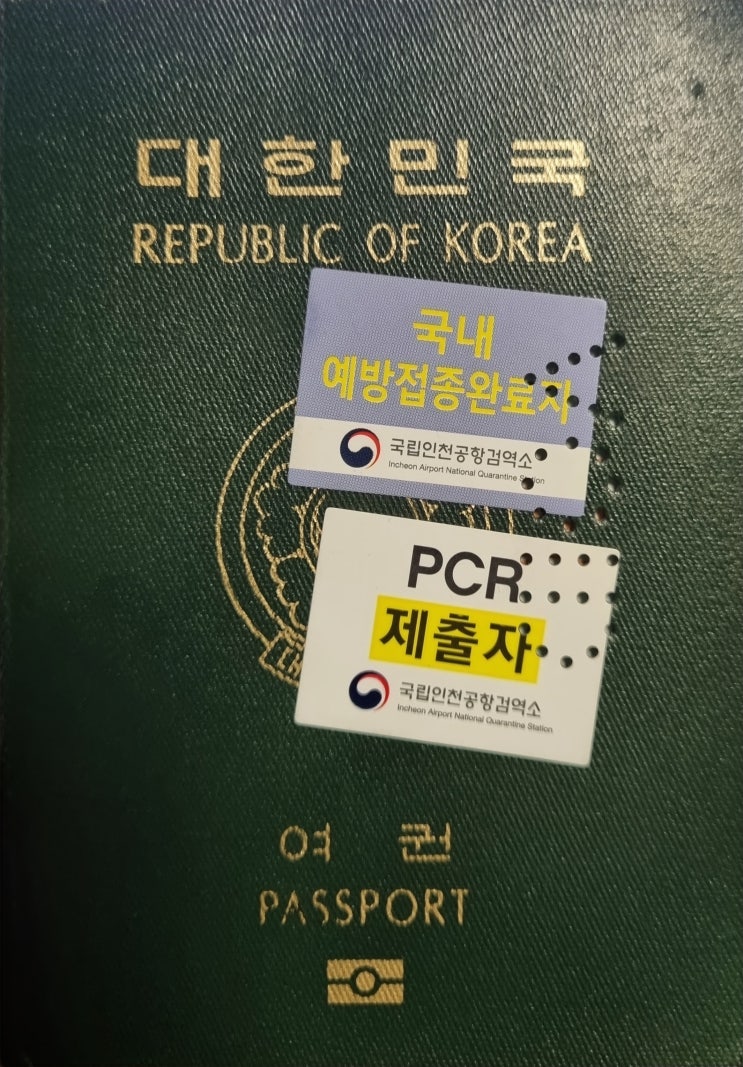 대한민국
REPUBLIC OF KOREA
국내
예방접종완료자
국립인천공항검역소
Incheon Airport National Quarantine Station
PCR
제출자
국립인천공항검역소
Incheon Airport National Quarantine Station
여권
PASSPORT